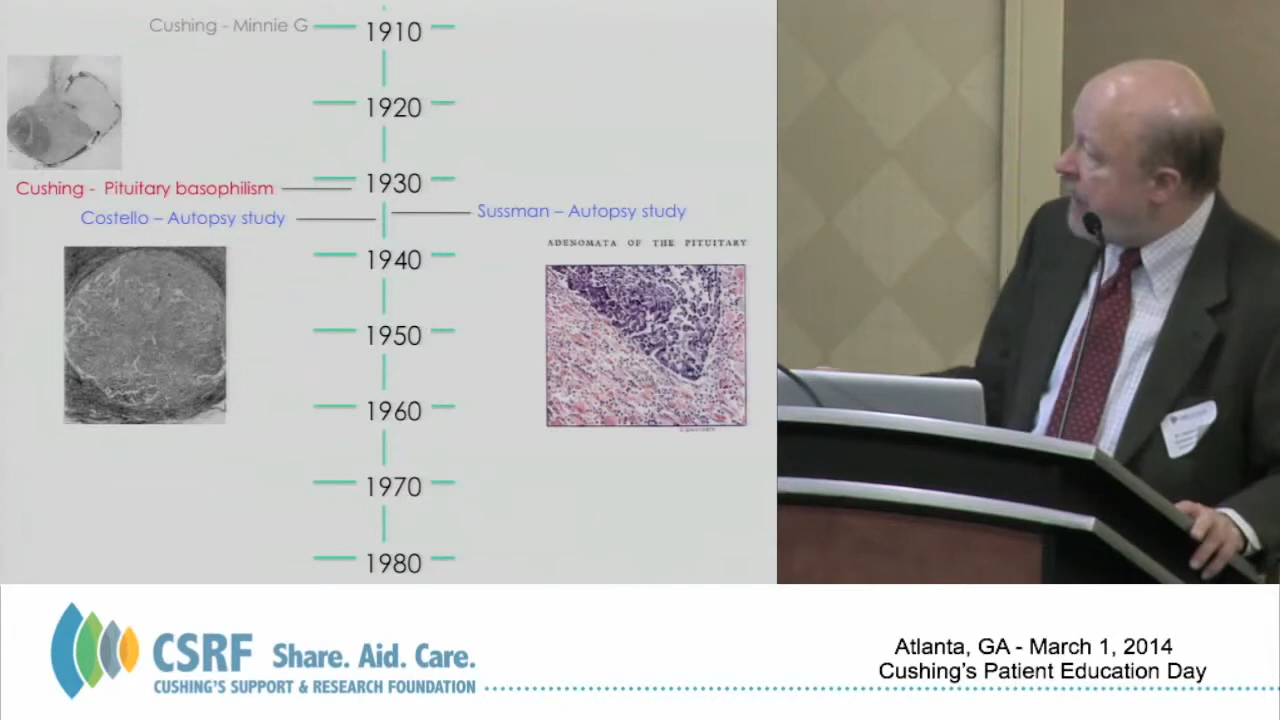 Cushing - Minnie G
1910
1920
Cushing - Pituitary basophilism
1930
Costello – Autopsy study
Sussman – Autopsy study
ADENOMATA OF THE PITUITARY
1940
1950
1960
1970
1980
CSRF Share. Aid. Care.
CUSHING'S SUPPORT & RESEARCH FOUNDATION
Atlanta, GA - March 1, 2014
Cushing's Patient Education Day